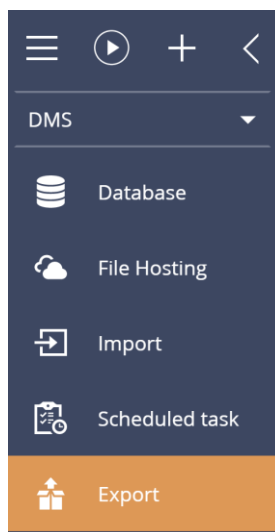 DMS
Database
File Hosting
Import
Scheduled task
Export